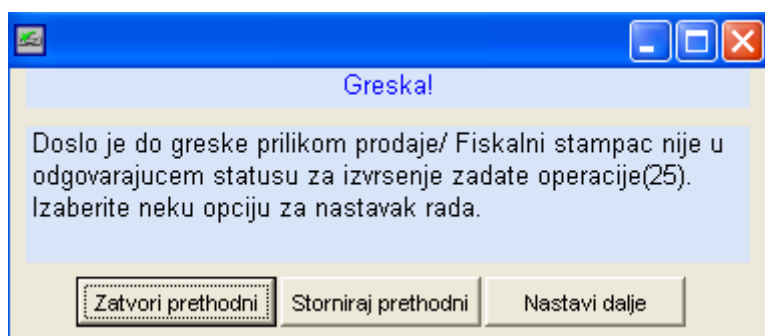 Greska!
Doslo je do greske prilikom prodaje/ Fiskalni stampac nije u
odgovarajucem statusu za izvrsenje zadate operacije(25).
Izaberite neku opciju za nastavak rada.
Zatvori prethodni Storniraj prethodni Nastavi dalje